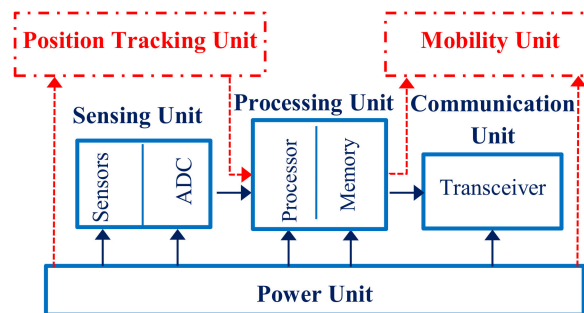 Position Tracking Unit
Mobility Unit
Sensing Unit
Processing Unit
Communication
Unit
Sensors
ADC
Processor
Memory
Transceiver
Power Unit